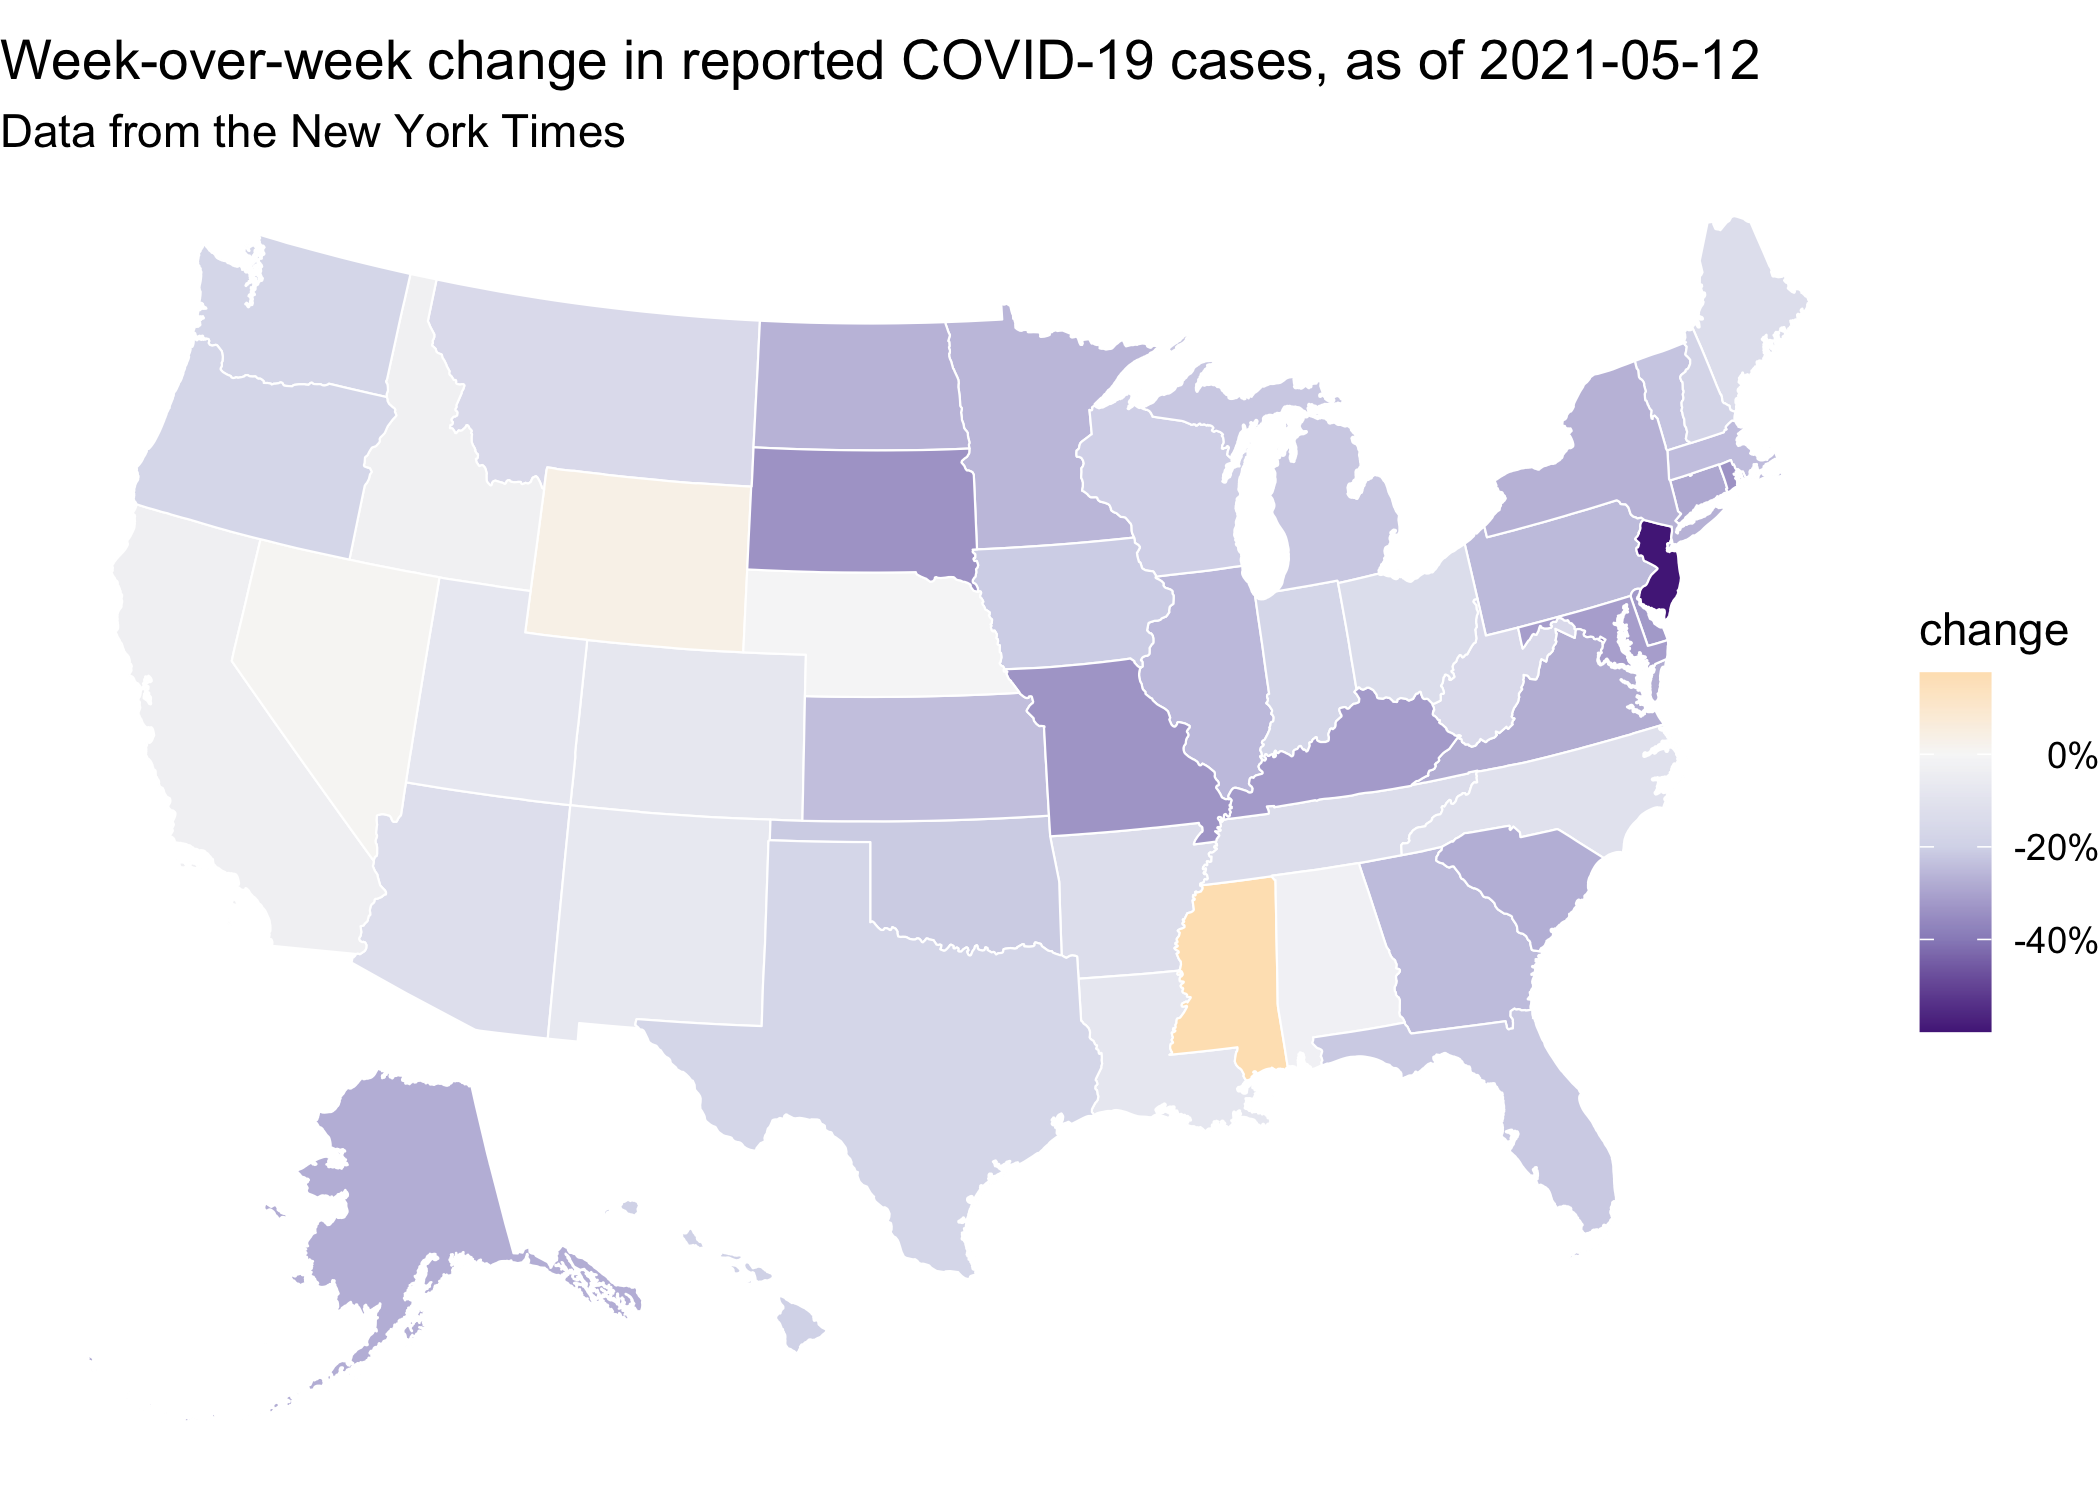 Week-over-week change in reported COVID-19 cases, as of 2021-05-12
Data from the New York Times
change
0%
-20%
-40%